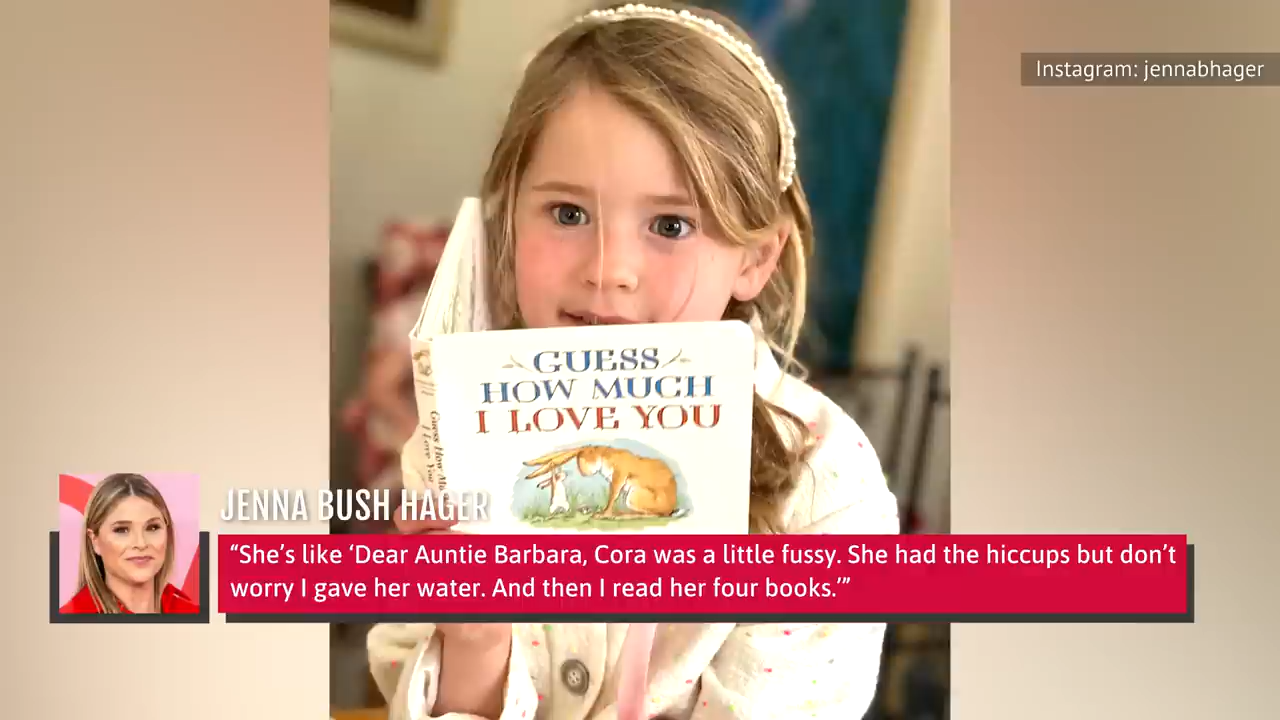 Instagram: jennabhager
GUESS
HOW MUCH
I LOVE YOU
JENNA BUSH HAGER
“She’s like ‘Dear Auntie Barbara, Cora was a little fussy. She had the hiccups but don’t
worry I gave her water. And then I read her four books.’”